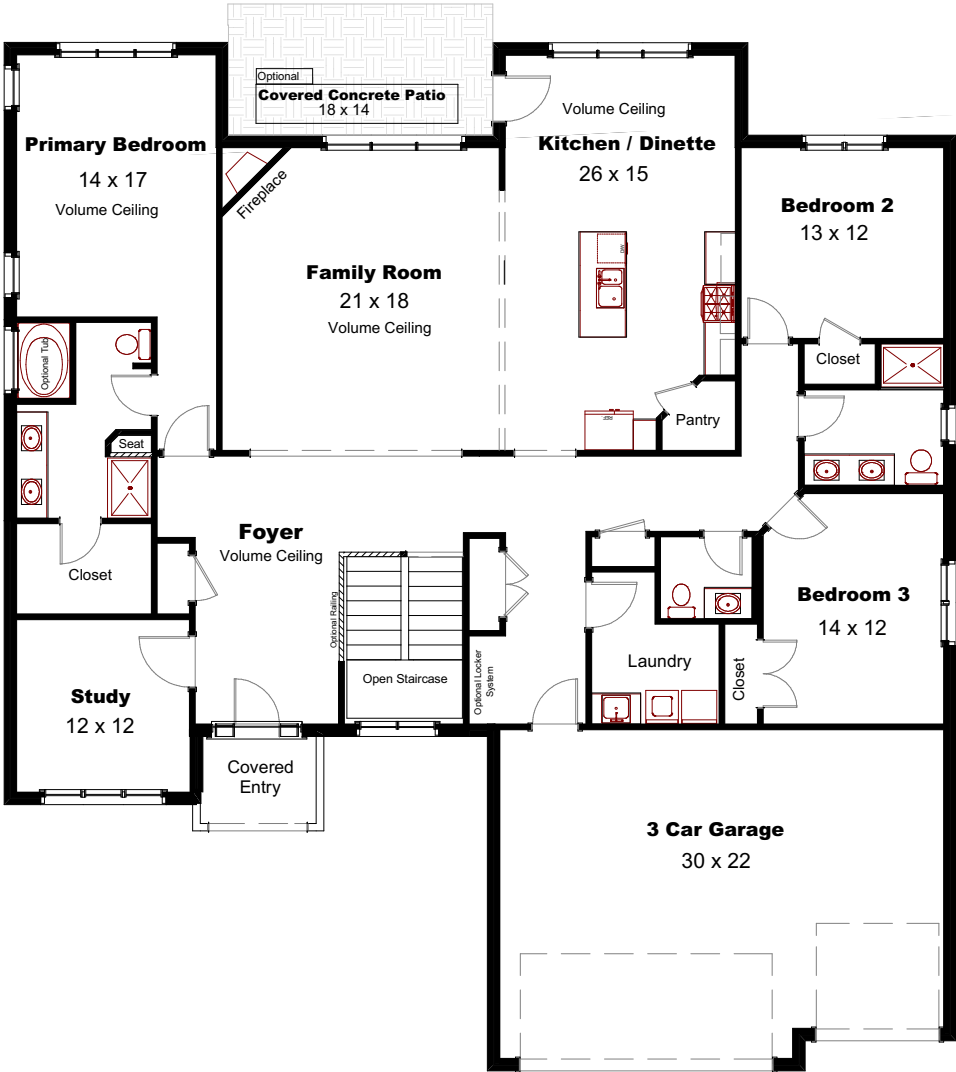 Optional
Covered Concrete Patio
18 x 14
Primary Bedroom
14 x 17
Volume Ceiling
Fireplace
Volume Ceiling
Kitchen / Dinette
26 x 15
Bedroom 2
13 x 12
Family Room
21 x 18
Volume Ceiling
DW
Optional Tub
Closet
Pantry
REF
Seat
Foyer
Volume Ceiling
Closet
Optional Railing
Open Staircase
Optional Locker
System
Laundry
Closet
Bedroom 3
14 x 12
Study
12 x 12
Covered
Entry
3 Car Garage
30 x 22